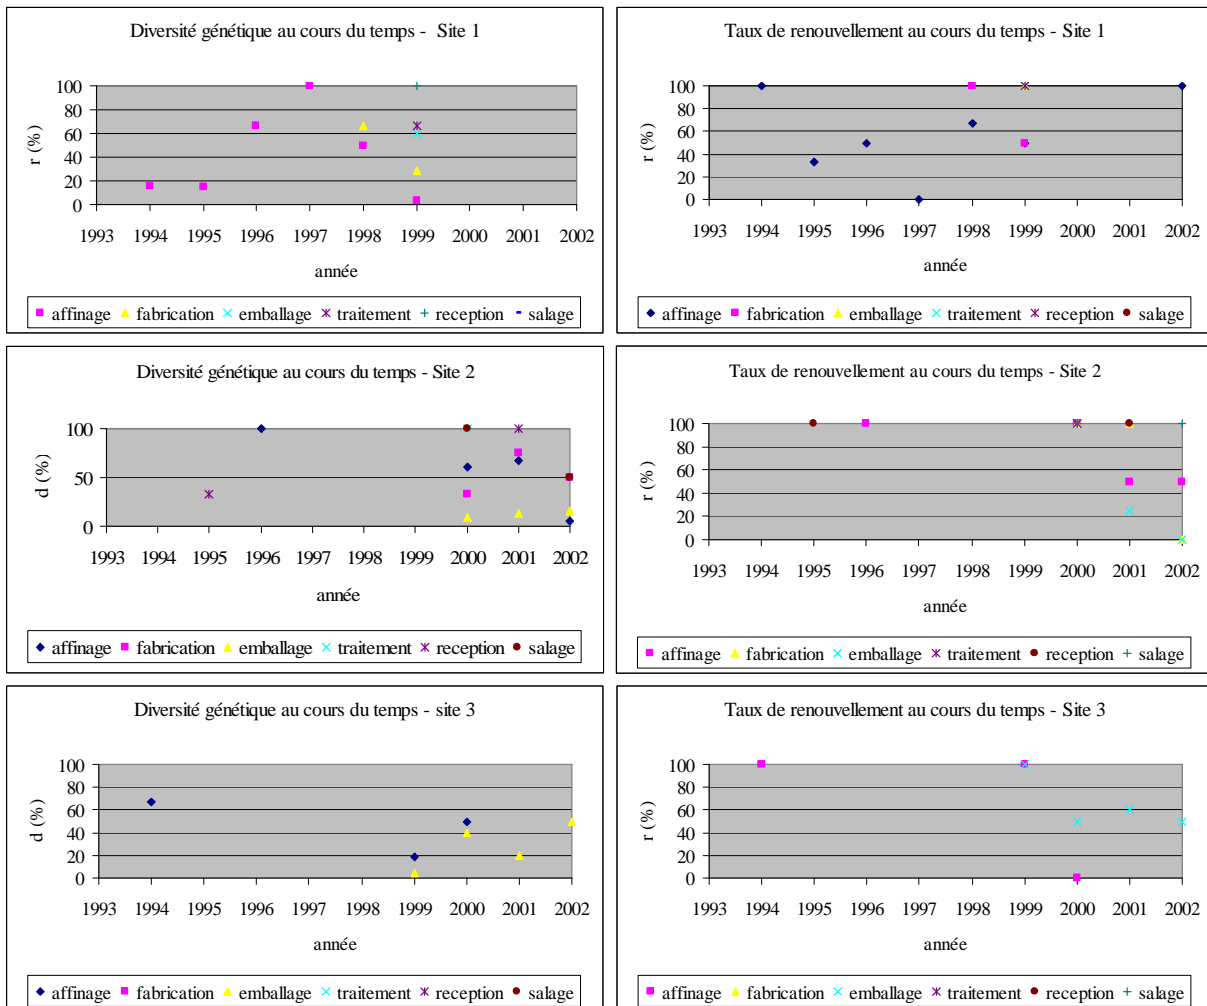 Diversité génétique au cours du temps - Site 1
r (%)
100
80
60
40
20
0
1993 1994 1995 1996 1997 1998 1999 2000 2001 2002
année
affinage fabrication emballage traitement reception salage
Taux de renouvellement au cours du temps - Site 1
r (%)
100
80
60
40
20
0
1993 1994 1995 1996 1997 1998 1999 2000 2001 2002
année
affinage fabrication emballage traitement reception salage
Diversité génétique au cours du temps - Site 2
d (%)
100
50
0
1993 1994 1995 1996 1997 1998 1999 2000 2001 2002
année
affinage fabrication emballage traitement reception salage
Taux de renouvellement au cours du temps - Site 2
r (%)
100
80
60
40
20
0
1993 1994 1995 1996 1997 1998 1999 2000 2001 2002
année
affinage fabrication emballage traitement reception salage
Diversité génétique au cours du temps - site 3
d (%)
100
80
60
40
20
0
1993 1994 1995 1996 1997 1998 1999 2000 2001 2002
année
affinage fabrication emballage traitement reception salage
Taux de renouvellement au cours du temps - Site 3
r (%)
100
80
60
40
20
0
1993 1994 1995 1996 1997 1998 1999 2000 2001 2002
année
affinage fabrication emballage traitement reception salage